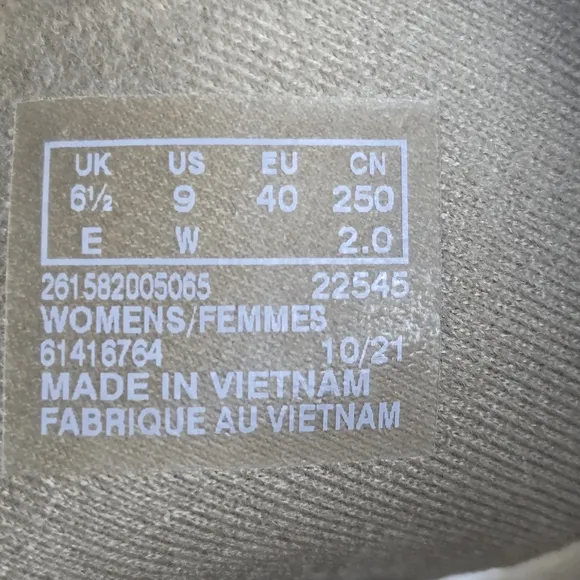 UK US EU CN
6½ 9 40 250
E W 2.0
261582005065 22545
WOMENS/FEMMES
61416764 10/21
MADE IN VIETNAM
FABRIQUE AU VIETNAM